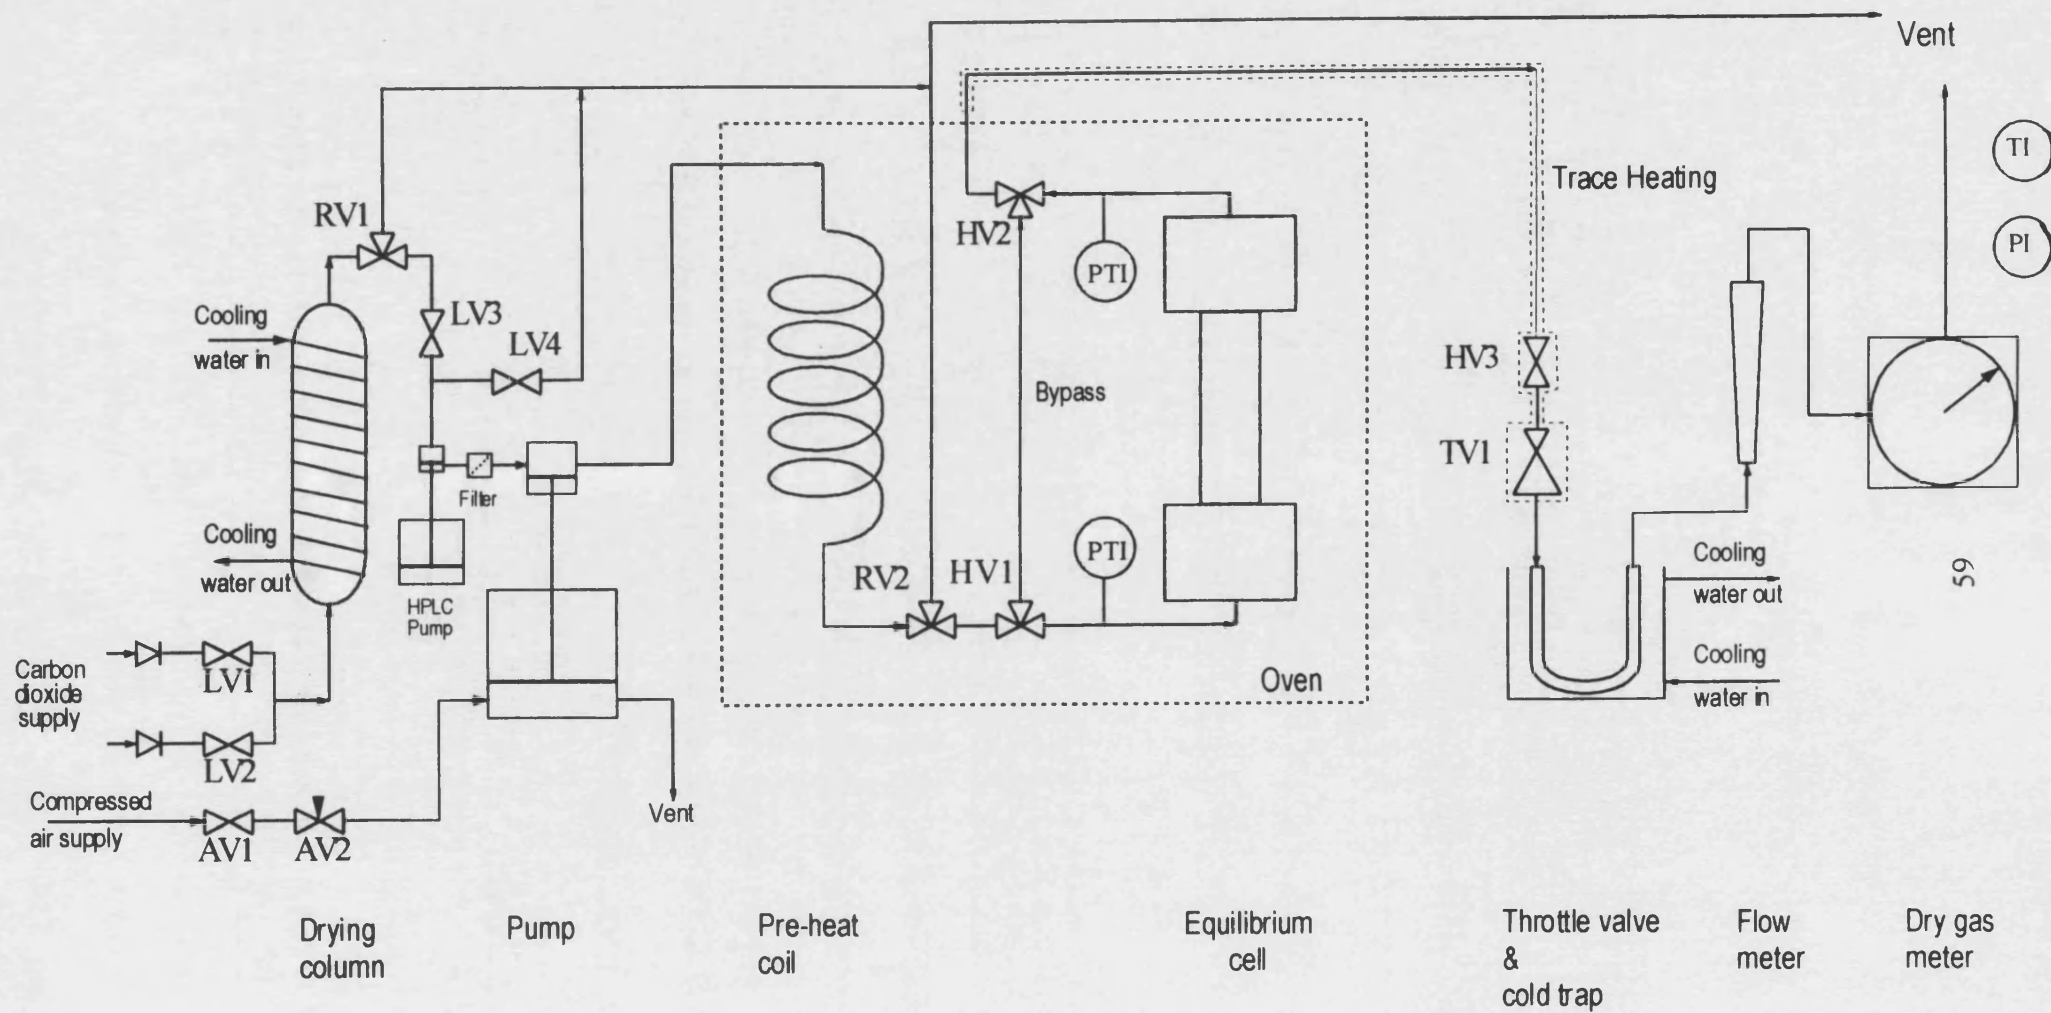 Vent
TI
Trace Heating
RV1
HV2
PTI
PI
Cooling
water in
LV3
LV4
HV3
Bypass
TV1
Filter
Cooling
water out
HPLC
Pump
RV2
HV1
PTI
Cooling
water out
59
Carbon
dioxide
supply
LV1
LV2
Oven
Cooling
water in
Compressed
air supply
AV1
AV2
Vent
Drying
column
Pump
Pre-heat
coil
Equilibrium
cell
Throttle valve
&
cold trap
Flow
meter
Dry gas
meter